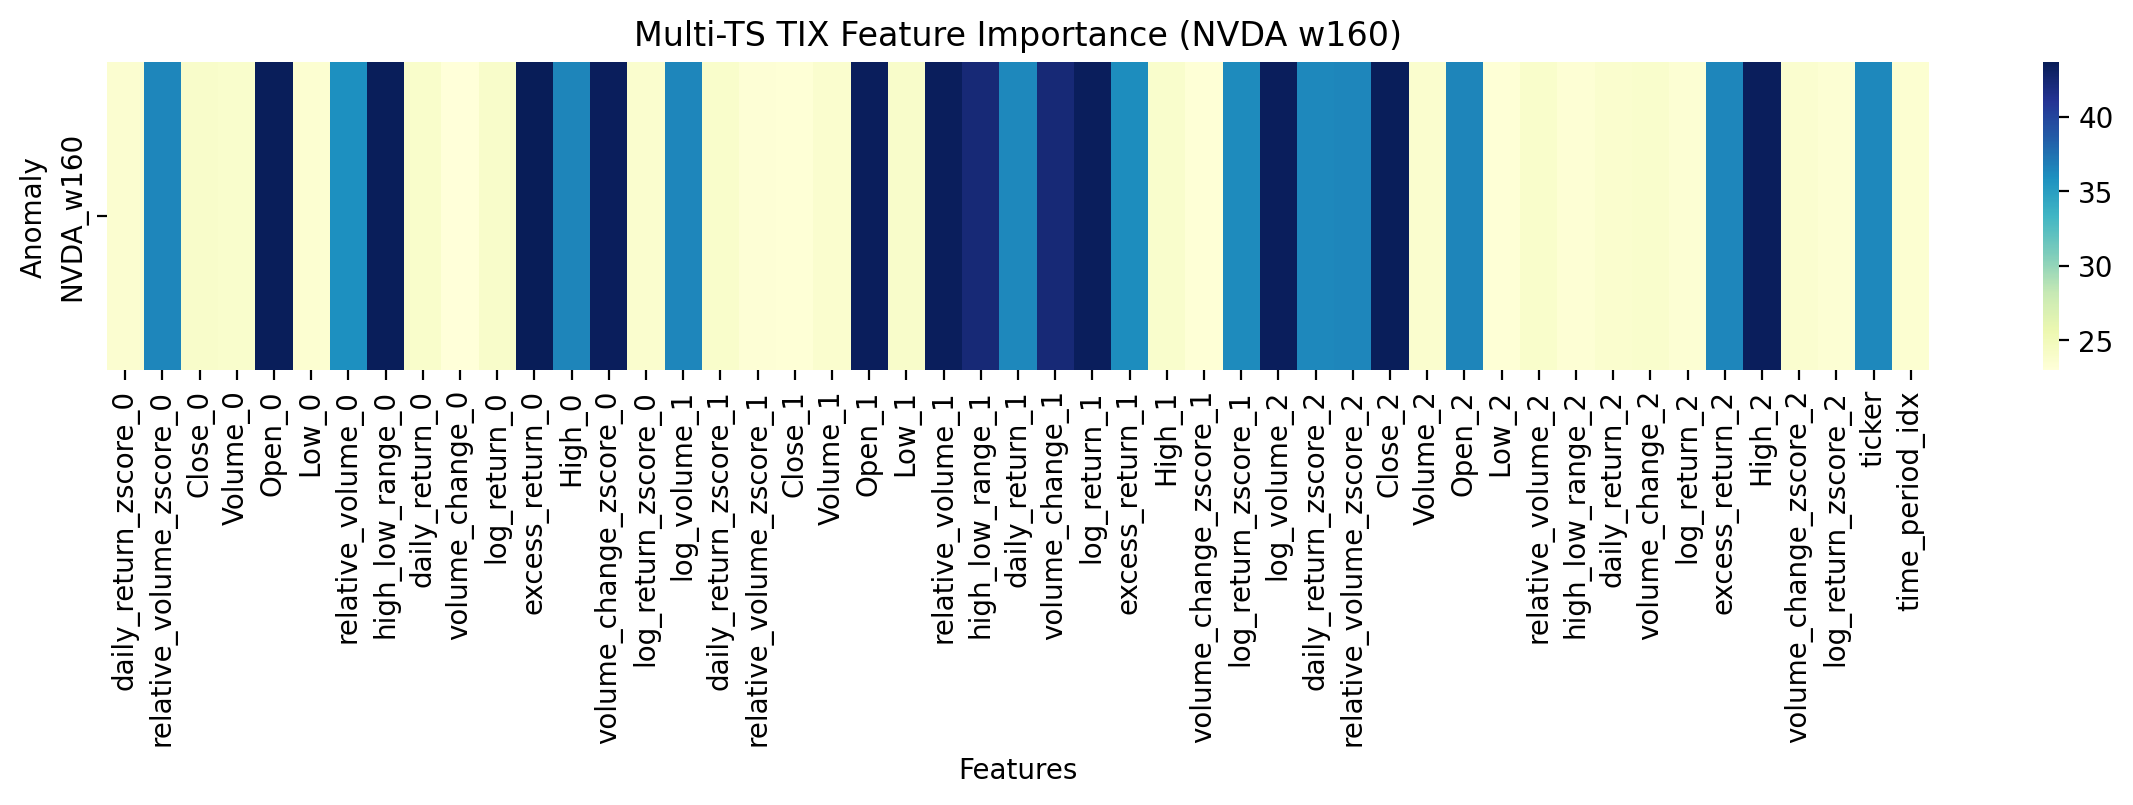 Multi-TS TIX Feature Importance (NVDA w160)
Anomaly
NVDA_w160
40
35
30
25
daily_return_zscore_0
relative_volume_zscore_0
Close_0
Volume_0
Open_0
Low_0
relative_volume_0
high_low_range_0
daily_return_0
volume_change_0
log_return_0
excess_return_0
High_0
volume_change_zscore_0
log_return_zscore_0
log_volume_1
daily_return_zscore_1
relative_volume_zscore_1
Close_1
Volume_1
Open_1
Low_1
relative_volume_1
high_low_range_1
daily_return_1
volume_change_1
log_return_1
excess_return_1
High_1
volume_change_zscore_1
log_return_zscore_1
log_volume_2
daily_return_zscore_2
relative_volume_zscore_2
Close_2
Volume_2
Open_2
Low_2
relative_volume_2
high_low_range_2
daily_return_2
volume_change_2
log_return_2
excess_return_2
High_2
volume_change_zscore_2
log_return_zscore_2
ticker
time_period_idx
Features